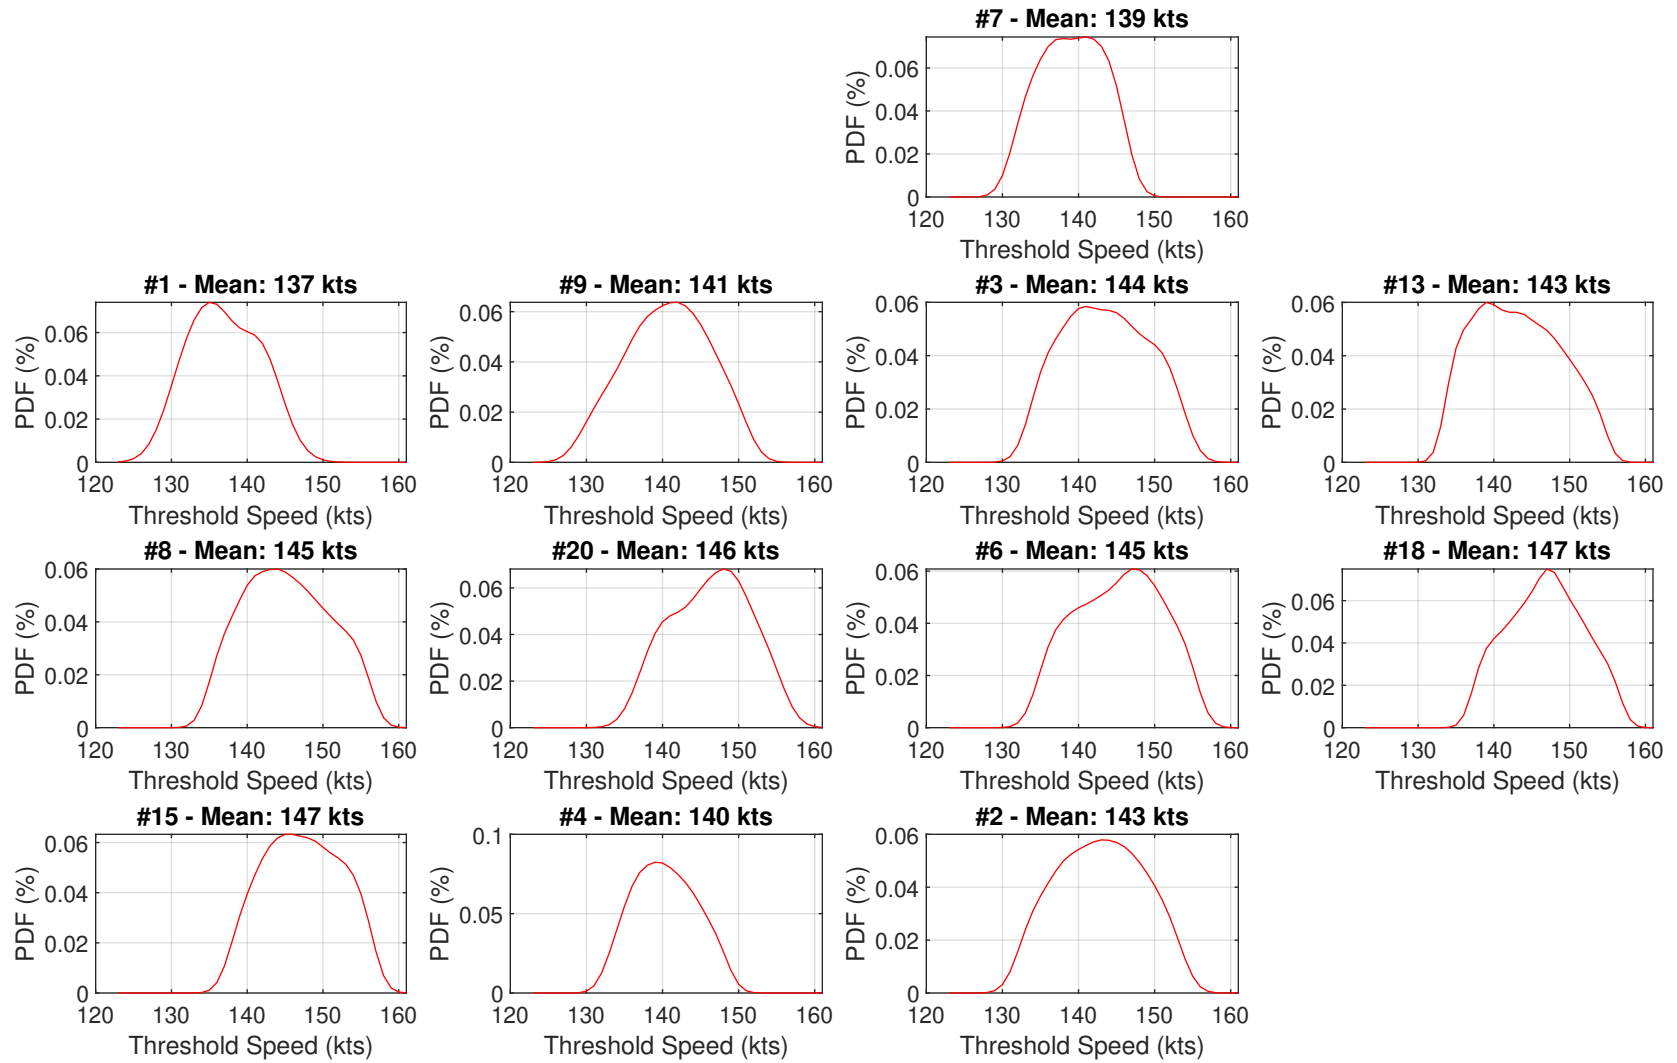 #7 - Mean: 139 kts
PDF (%)
0.06
0.04
0.02
0
120 130 140 150 160
Threshold Speed (kts)
#1 - Mean: 137 kts
PDF (%)
0.06
0.04
0.02
0
120 130 140 150 160
Threshold Speed (kts)
#9 - Mean: 141 kts
PDF (%)
0.06
0.04
0.02
0
120 130 140 150 160
Threshold Speed (kts)
#3 - Mean: 144 kts
PDF (%)
0.06
0.04
0.02
0
120 130 140 150 160
Threshold Speed (kts)
#13 - Mean: 143 kts
PDF (%)
0.06
0.04
0.02
0
120 130 140 150 160
Threshold Speed (kts)
#8 - Mean: 145 kts
PDF (%)
0.06
0.04
0.02
0
120 130 140 150 160
Threshold Speed (kts)
#20 - Mean: 146 kts
PDF (%)
0.06
0.04
0.02
0
120 130 140 150 160
Threshold Speed (kts)
#6 - Mean: 145 kts
PDF (%)
0.06
0.04
0.02
0
120 130 140 150 160
Threshold Speed (kts)
#18 - Mean: 147 kts
PDF (%)
0.06
0.04
0.02
0
120 130 140 150 160
Threshold Speed (kts)
#15 - Mean: 147 kts
PDF (%)
0.06
0.04
0.02
0
120 130 140 150 160
Threshold Speed (kts)
#4 - Mean: 140 kts
PDF (%)
0.1
0.05
0
120 130 140 150 160
Threshold Speed (kts)
#2 - Mean: 143 kts
PDF (%)
0.06
0.04
0.02
0
120 130 140 150 160
Threshold Speed (kts)